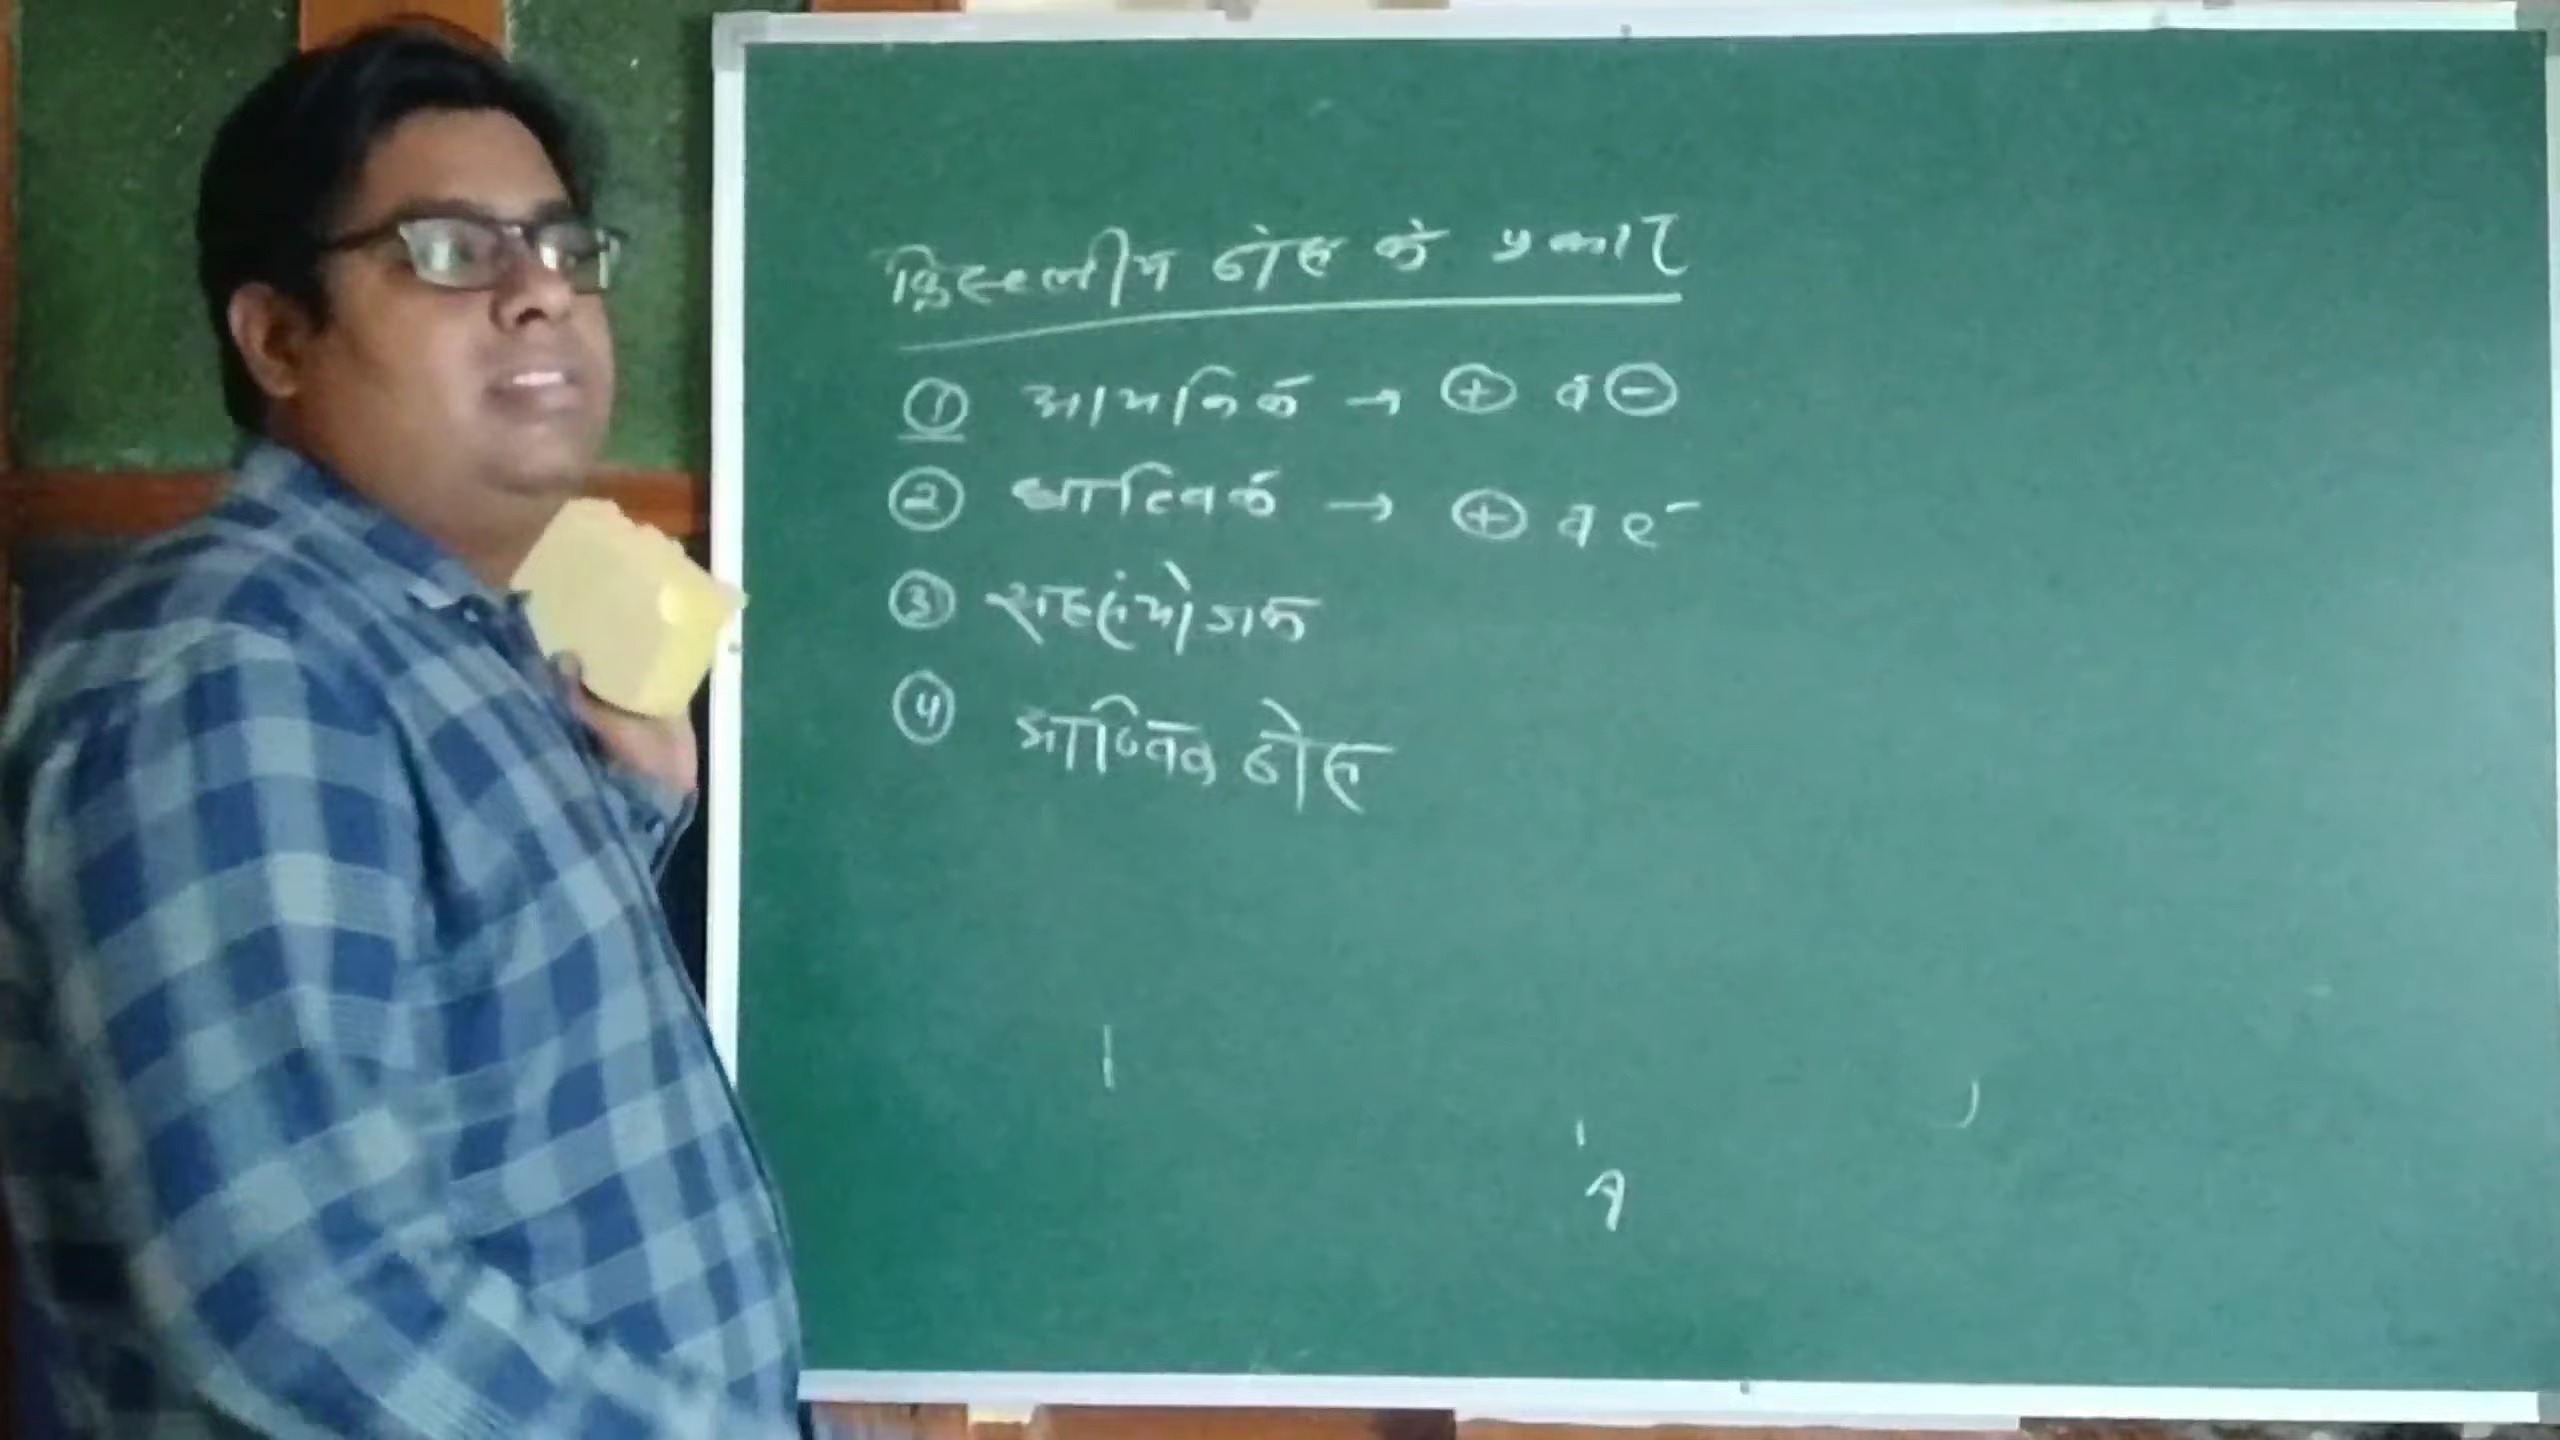 क्रिस्टलीय ठोस के प्रकार
① आयनिक → ⊕ व ⊖
② धात्विक → ⊕ व e⁻
③ सहसंयोजक
④ आण्विक ठोस